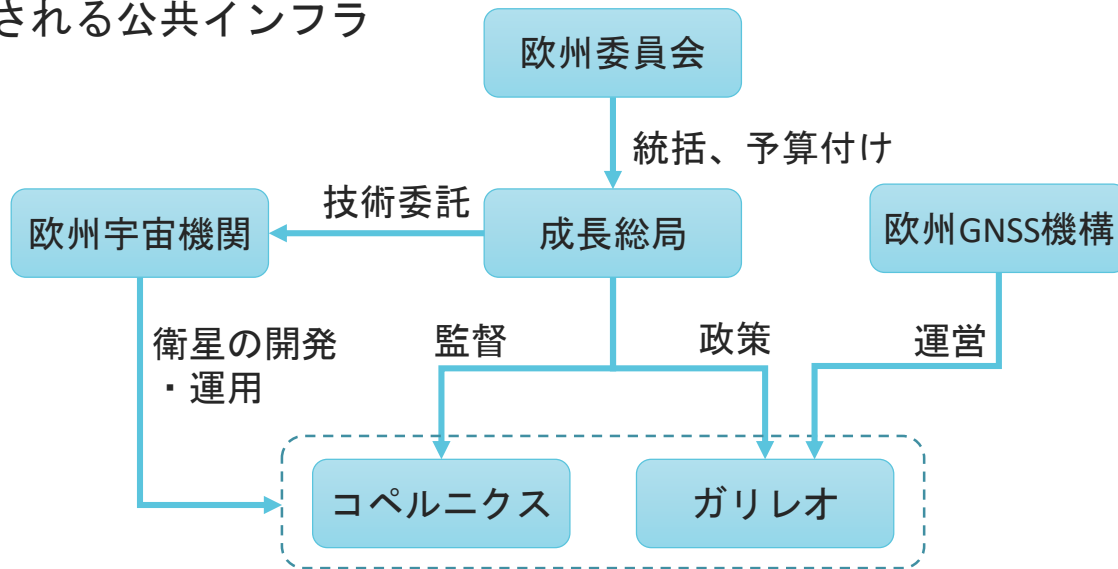 される公共インフラ
欧州委員会
統括、予算付け
欧州宇宙機関
技術委託
成長総局
欧州GNSS機構
衛星の開発
・運用
監督
政策
運営
コペルニクス
ガリレオ